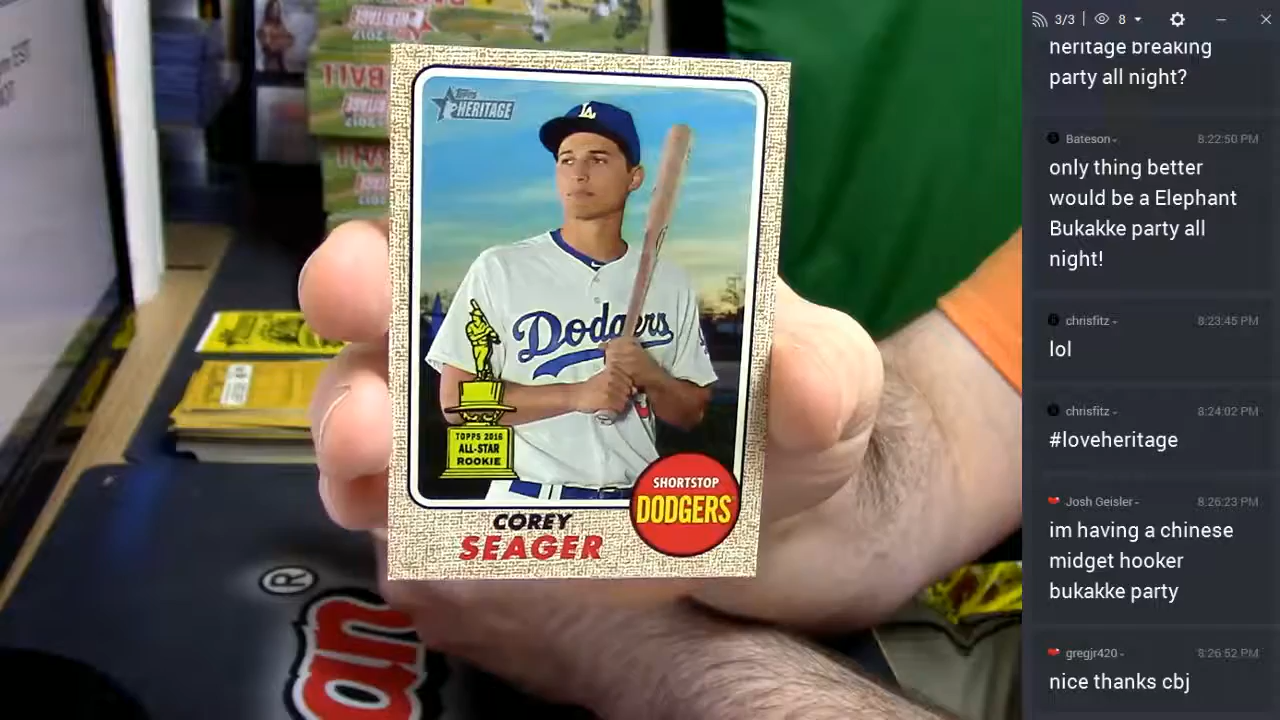 TOPPS
HERITAGE
Dodgers
TOPPS 2016
ALL-STAR
ROOKIE
SHORTSTOP
DODGERS
COREY
SEAGER
®
an
3/3
8
heritage breaking
party all night?
Bateson
8:22:50 PM
only thing better
would be a Elephant
Bukakke party all
night!
chrisfitz
8:23:45 PM
lol
chrisfitz
8:24:02 PM
#loveheritage
Josh Geisler
8:26:23 PM
im having a chinese
midget hooker
bukakke party
gregjr420
8:26:52 PM
nice thanks cbj